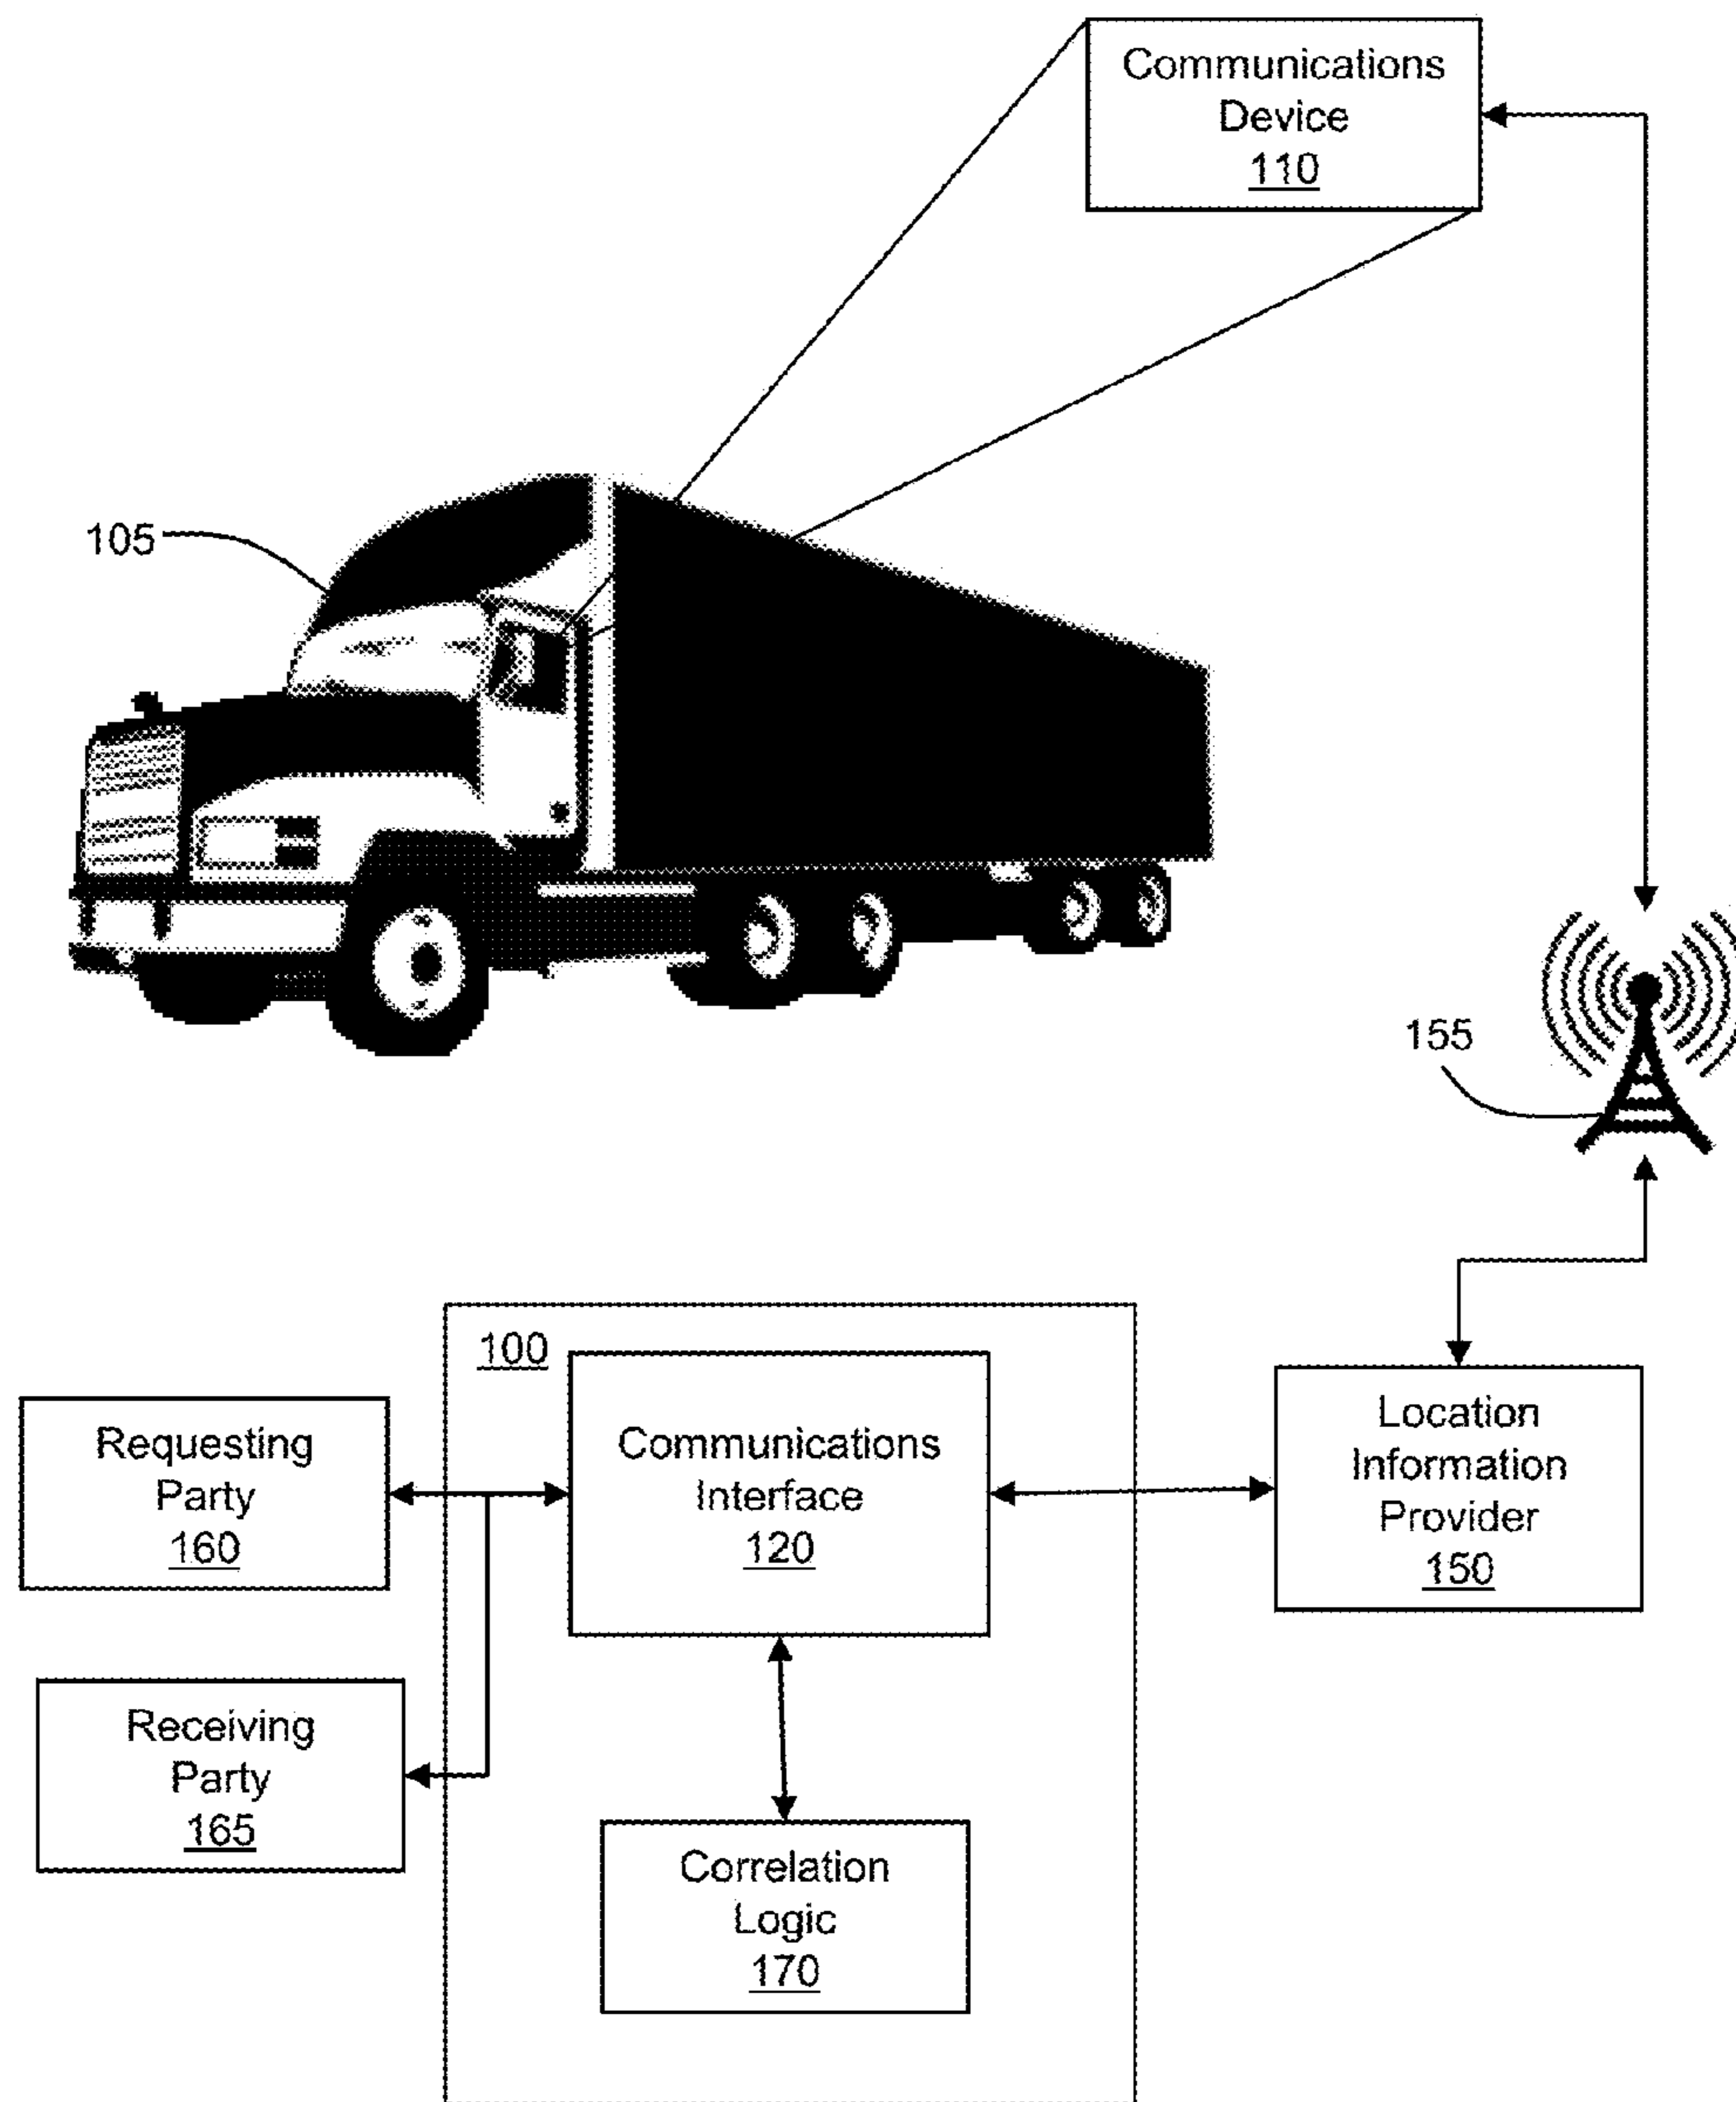 Communications
Device
110
105
155
100
Requesting
Party
160
Communications
Interface
120
Location
Information
Provider
150
Receiving
Party
165
Correlation
Logic
170